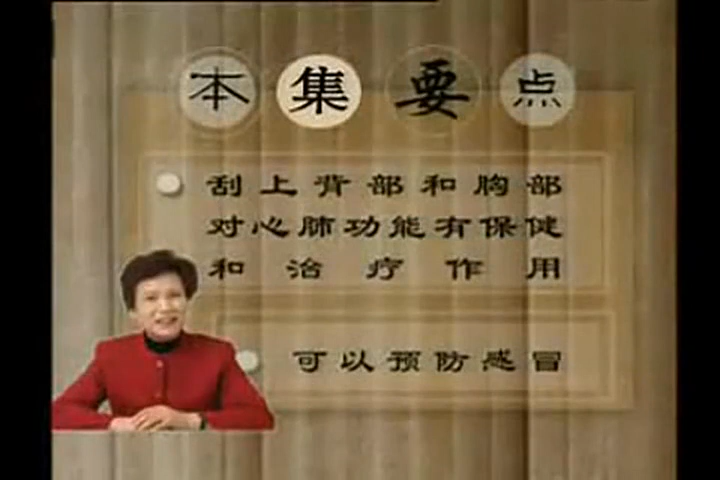 本集要点
刮上背部和胸部
对心肺功能有保健
和治疗作用
可以预防感冒